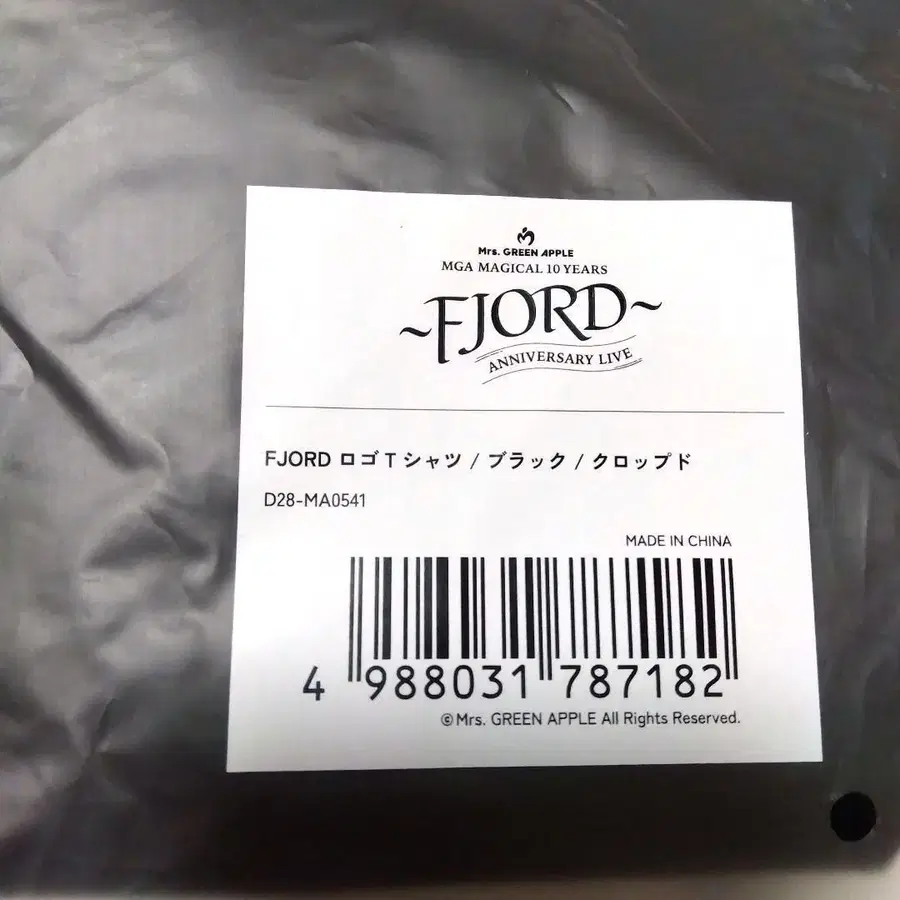 Mrs. GREEN APPLE
MGA MAGICAL 10 YEARS
~FJORD~
ANNIVERSARY LIVE
FJORD ロゴTシャツ / ブラック / クロップド
D28-MA0541
MADE IN CHINA
4 988031 787182
©Mrs. GREEN APPLE All Rights Reserved.